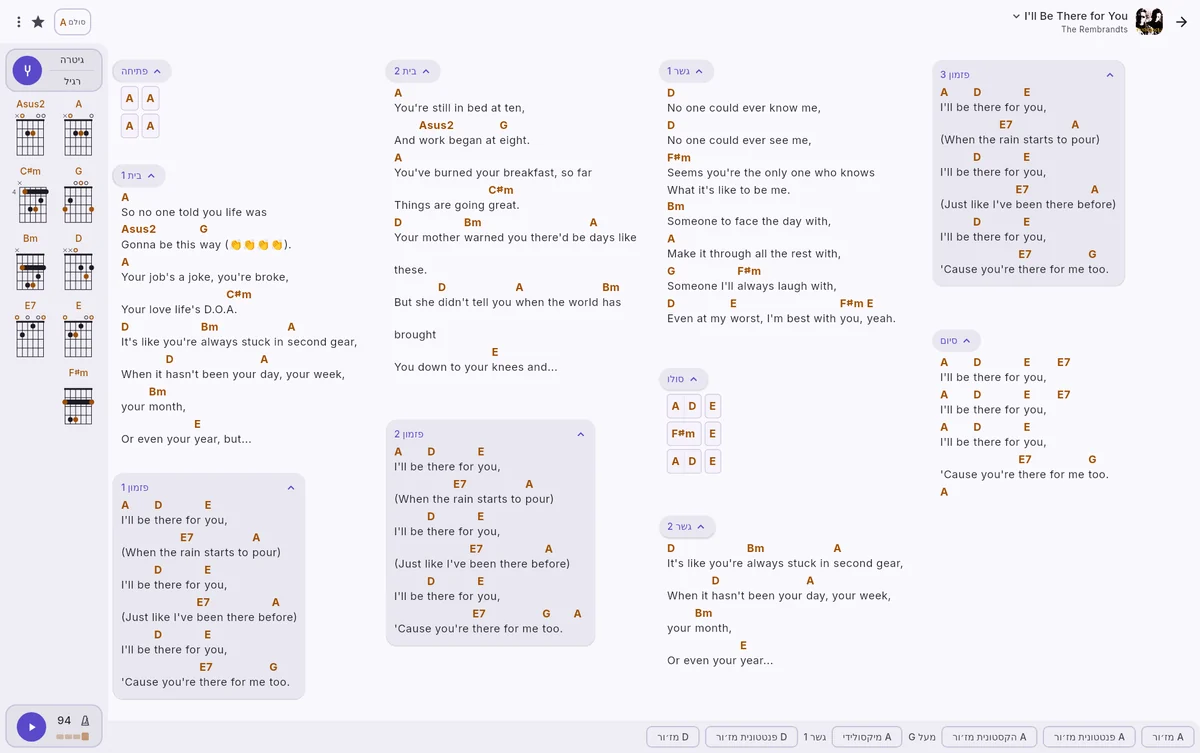 סולם A
I'll Be There for You
The Rembrandts
גיטרה
רגיל
Asus2 A
C#m G
4
Bm D
E7 E
F#m
94
פתיחה
A A
A A
בית 1
A
So no one told you life was
Asus2 G
Gonna be this way (👏👏👏👏).
A
Your job's a joke, you're broke,
C#m
Your love life's D.O.A.
D Bm A
It's like you're always stuck in second gear,
D A
When it hasn't been your day, your week,
Bm
your month,
E
Or even your year, but...
פזמון 1
A D E
I'll be there for you,
E7 A
(When the rain starts to pour)
D E
I'll be there for you,
E7 A
(Just like I've been there before)
D E
I'll be there for you,
E7 G
'Cause you're there for me too.
בית 2
A
You're still in bed at ten,
Asus2 G
And work began at eight.
A
You've burned your breakfast, so far
C#m
Things are going great.
D Bm A
Your mother warned you there'd be days like
these.
D A Bm
But she didn't tell you when the world has
brought
E
You down to your knees and...
פזמון 2
A D E
I'll be there for you,
E7 A
(When the rain starts to pour)
D E
I'll be there for you,
E7 A
(Just like I've been there before)
D E
I'll be there for you,
E7 G A
'Cause you're there for me too.
גשר 1
D
No one could ever know me,
D
No one could ever see me,
F#m
Seems you're the only one who knows
What it's like to be me.
Bm
Someone to face the day with,
A
Make it through all the rest with,
G F#m
Someone I'll always laugh with,
D E F#m E
Even at my worst, I'm best with you, yeah.
סולו
A D E
F#m E
A D E
גשר 2
D Bm A
It's like you're always stuck in second gear,
D A
When it hasn't been your day, your week,
Bm
your month,
E
Or even your year...
פזמון 3
A D E
I'll be there for you,
E7 A
(When the rain starts to pour)
D E
I'll be there for you,
E7 A
(Just like I've been there before)
D E
I'll be there for you,
E7 G
'Cause you're there for me too.
סיום
A D E E7
I'll be there for you,
A D E E7
I'll be there for you,
A D E
I'll be there for you,
E7 G
'Cause you're there for me too.
A
A מז׳ור
A פנטטונית מז׳ור
A הקסטונית מז׳ור
מעל G
A מיקסולידי
גשר 1
D פנטטונית מז׳ור
D מז׳ור